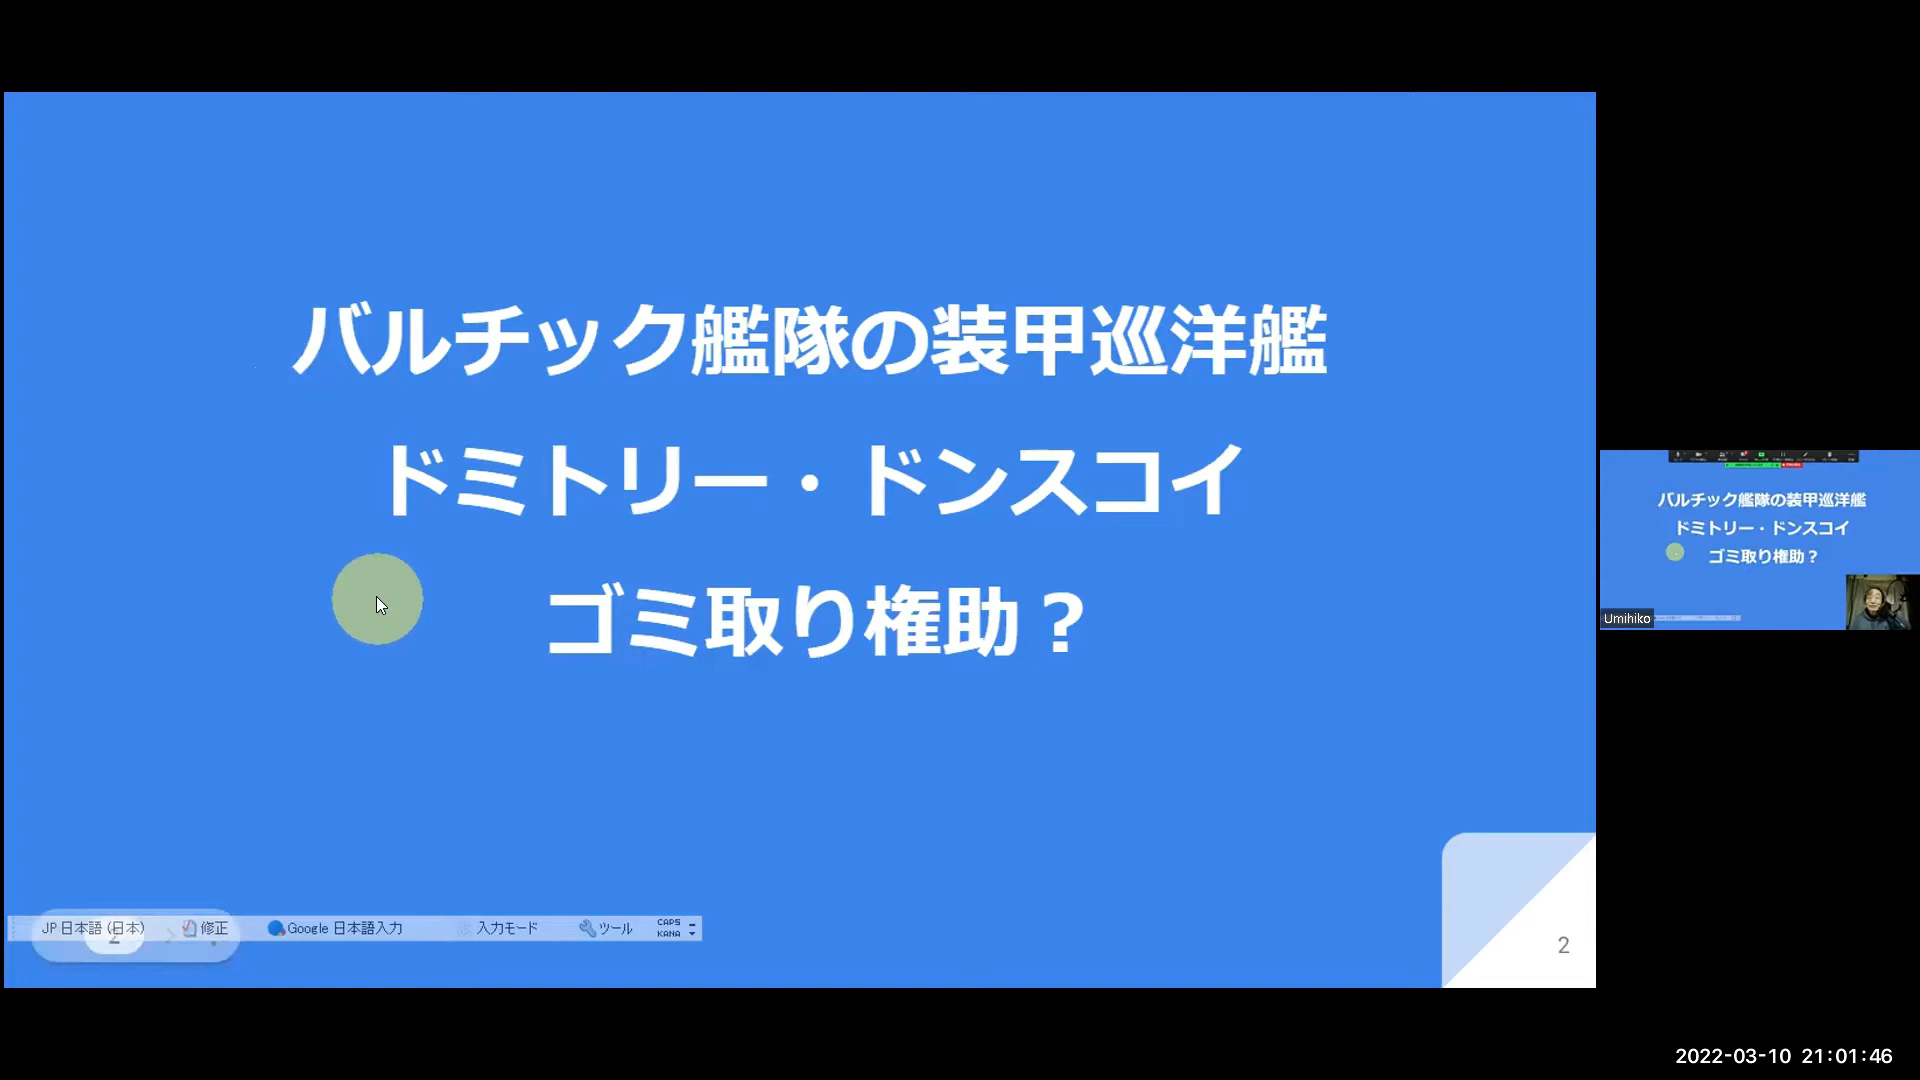 バルチック艦隊の装甲巡洋艦
ドミトリー・ドンスコイ
ゴミ取り権助？
JP 日本語 (日本)
修正
Google 日本語入力
入力モード
ツール
CAPS
KANA
2
2
バルチック艦隊の装甲巡洋艦
ドミトリー・ドンスコイ
ゴミ取り権助？
Umihiko
2022-03-10 21:01:46